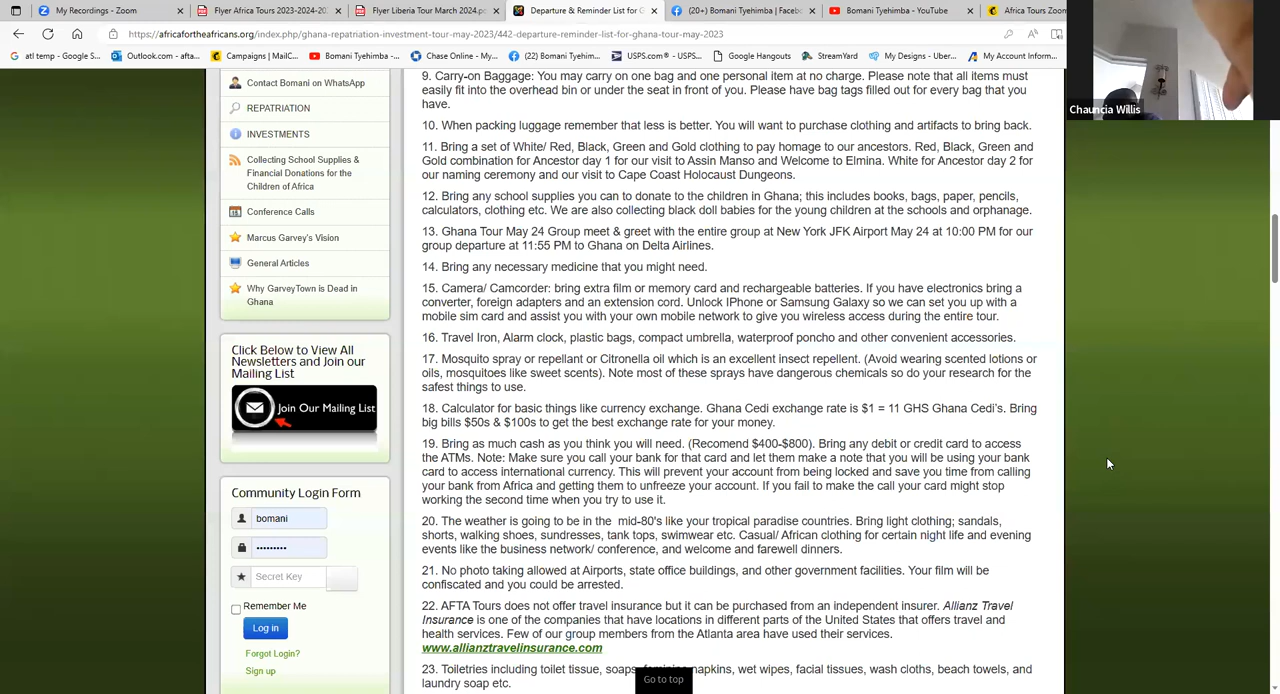 My Recordings - Zoom
Flyer Africa Tours 2023-2024-20
Flyer Liberia Tour March 2024.p
Departure & Reminder List for G
(20+) Bomani Tyehimba | Facebo
Bomani Tyehimba - YouTube
Africa Tours Zoom
https://africafortheafricans.org/index.php/ghana-repatriation-investment-tour-may-2023/442-departure-reminder-list-for-ghana-tour-may-2023
atl temp - Google S...
Outlook.com - afta...
Campaigns | MailC...
Bomani Tyehimba -...
(22) Bomani Tyehim...
USPS.com® - USPS...
Google Hangouts
StreamYard
My Designs - Uber...
Bomani Tyehimba -...
Donate
Chauncia Willis
Contact Bomani on WhatsApp
REPATRIATION
INVESTMENTS
Collecting School Supplies &
Financial Donations for the
Children of Africa
Conference Calls
Marcus Garvey's Vision
General Articles
Why GarveyTown is Dead in
Ghana
Click Below to View All
Newsletters and Join our
Mailing List
Join Our Mailing List
Community Login Form
bomani
•••••••••
Secret Key
Remember Me
Log in
Forgot Login?
Sign up
9. Carry-on Baggage: You may carry on one bag and one personal item at no charge. Please note that all items must
easily fit into the overhead bin or under the seat in front of you. Please have bag tags filled out for every bag that you
have.
10. When packing luggage remember that less is better. You will want to purchase clothing and artifacts to bring back.
11. Bring a set of White/ Red, Black, Green and Gold clothing to pay homage to our ancestors. Red, Black, Green and
Gold combination for Ancestor day 1 for our visit to Assin Manso and Welcome to Elmina. White for Ancestor day 2 for
our naming ceremony and our visit to Cape Coast Holocaust Dungeons.
12. Bring any school supplies you can to donate to the children in Ghana; this includes books, bags, paper, pencils,
calculators, clothing etc. We are also collecting black doll babies for the young children at the schools and orphanage.
13. Ghana Tour May 24 Group meet & greet with the entire group at New York JFK Airport May 24 at 10:00 PM for our
group departure at 11:55 PM to Ghana on Delta Airlines.
14. Bring any necessary medicine that you might need.
15. Camera/ Camcorder: bring extra film or memory card and rechargeable batteries. If you have electronics bring a
converter, foreign adapters and an extension cord. Unlock IPhone or Samsung Galaxy so we can set you up with a
mobile sim card and assist you with your own mobile network to give you wireless access during the entire tour.
16. Travel Iron, Alarm clock, plastic bags, compact umbrella, waterproof poncho and other convenient accessories.
17. Mosquito spray or repellant or Citronella oil which is an excellent insect repellent. (Avoid wearing scented lotions or
oils, mosquitoes like sweet scents). Note most of these sprays have dangerous chemicals so do your research for the
safest things to use.
18. Calculator for basic things like currency exchange. Ghana Cedi exchange rate is $1 = 11 GHS Ghana Cedi's. Bring
big bills $50s & $100s to get the best exchange rate for your money.
19. Bring as much cash as you think you will need. (Recomend $400-$800). Bring any debit or credit card to access
the ATMs. Note: Make sure you call your bank for that card and let them make a note that you will be using your bank
card to access international currency. This will prevent your account from being locked and save you time from calling
your bank from Africa and getting them to unfreeze your account. If you fail to make the call your card might stop
working the second time when you try to use it.
20. The weather is going to be in the mid-80's like your tropical paradise countries. Bring light clothing; sandals,
shorts, walking shoes, sundresses, tank tops, swimwear etc. Casual/ African clothing for certain night life and evening
events like the business network/ conference, and welcome and farewell dinners.
21. No photo taking allowed at Airports, state office buildings, and other government facilities. Your film will be
confiscated and you could be arrested.
22. AFTA Tours does not offer travel insurance but it can be purchased from an independent insurer. Allianz Travel
Insurance is one of the companies that have locations in different parts of the United States that offers travel and
health services. Few of our group members from the Atlanta area have used their services.
www.allianztravelinsurance.com
23. Toiletries including toilet tissue, soaps, feminine napkins, wet wipes, facial tissues, wash cloths, beach towels, and
laundry soap etc.
Go to top